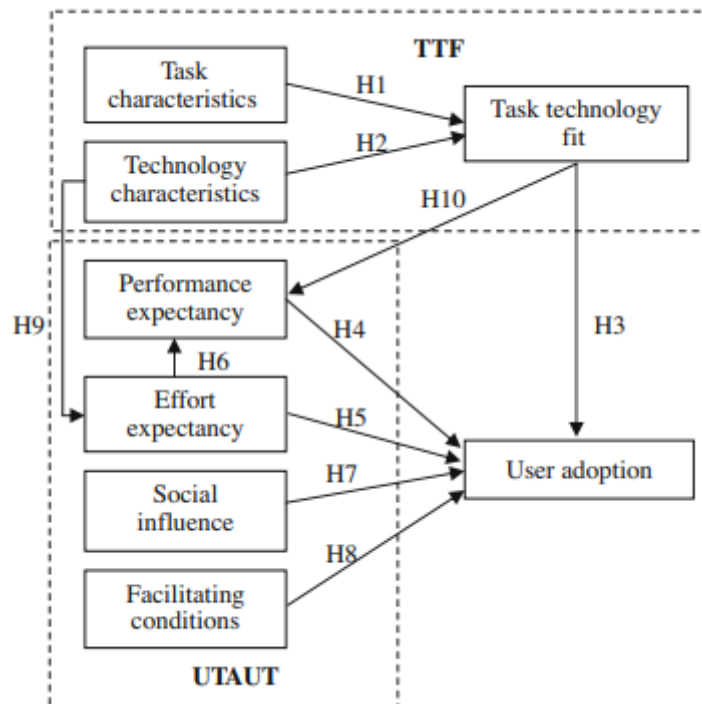 TTF
Task
characteristics
H1
Task technology
fit
H2
Technology
characteristics
H10
Performance
expectancy
H9
H4
H3
H6
Effort
expectancy
H5
User adoption
H7
Social
influence
H8
Facilitating
conditions
UTAUT